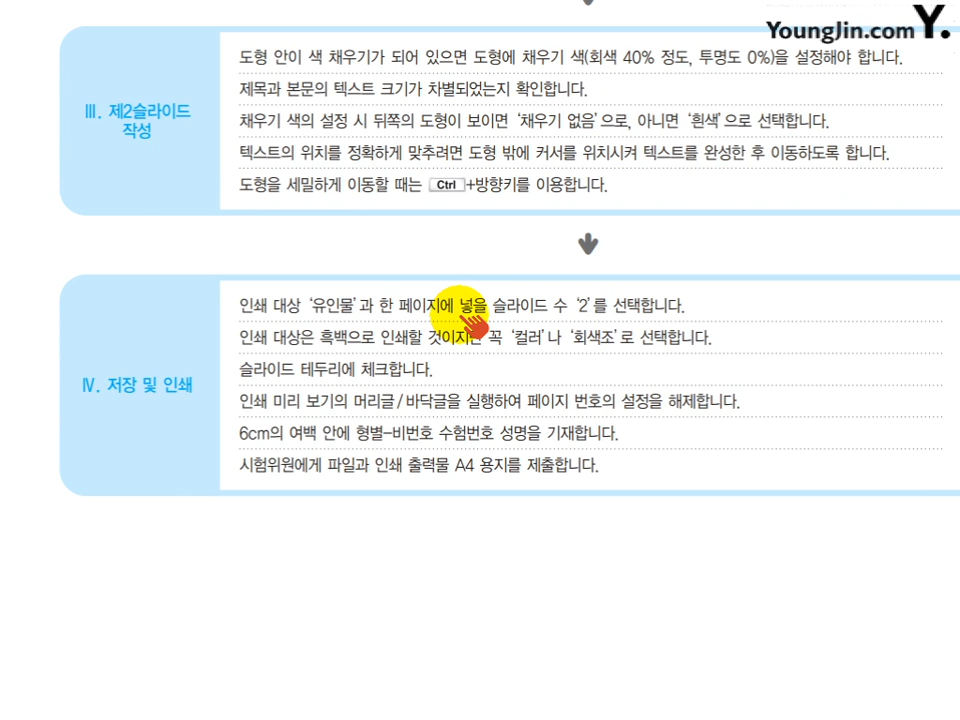 YoungJin.com Y.
도형 안이 색 채우기가 되어 있으면 도형에 채우기 색(회색 40% 정도, 투명도 0%)을 설정해야 합니다.
제목과 본문의 텍스트 크기가 차별되었는지 확인합니다.
Ⅲ. 제2슬라이드
작성
채우기 색의 설정 시 뒤쪽의 도형이 보이면 ‘채우기 없음’으로, 아니면 ‘흰색’으로 선택합니다.
텍스트의 위치를 정확하게 맞추려면 도형 밖에 커서를 위치시켜 텍스트를 완성한 후 이동하도록 합니다.
도형을 세밀하게 이동할 때는 Ctrl+방향키를 이용합니다.
인쇄 대상 ‘유인물’과 한 페이지에 넣을 슬라이드 수 ‘2’를 선택합니다.
인쇄 대상은 흑백으로 인쇄할 것이지만 꼭 ‘컬러’나 ‘회색조’로 선택합니다.
슬라이드 테두리에 체크합니다.
Ⅳ. 저장 및 인쇄
인쇄 미리 보기의 머리글/바닥글을 실행하여 페이지 번호의 설정을 해제합니다.
6cm의 여백 안에 형별-비번호 수험번호 성명을 기재합니다.
시험위원에게 파일과 인쇄 출력물 A4 용지를 제출합니다.